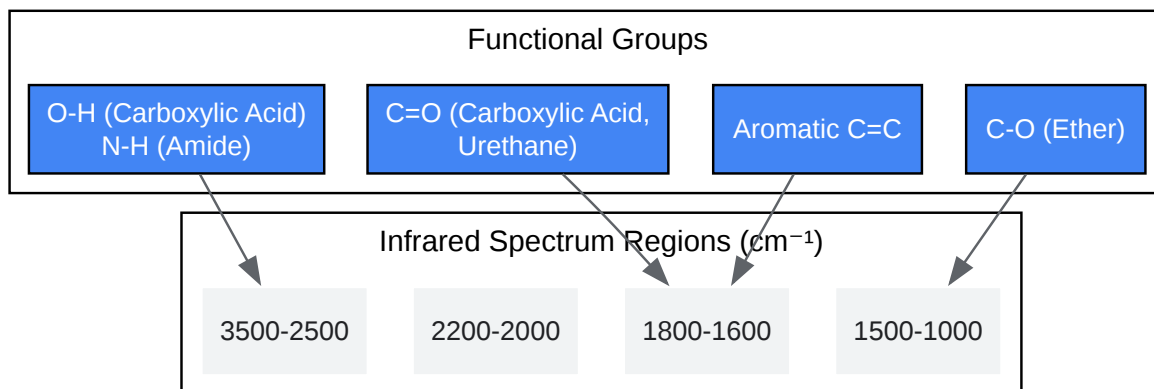 Functional Groups
O-H (Carboxylic Acid)
N-H (Amide)
C=O (Carboxylic Acid,
Urethane)
Aromatic C=C
C-O (Ether)
Infrared Spectrum Regions (cm⁻¹)
3500-2500
2200-2000
1800-1600
1500-1000